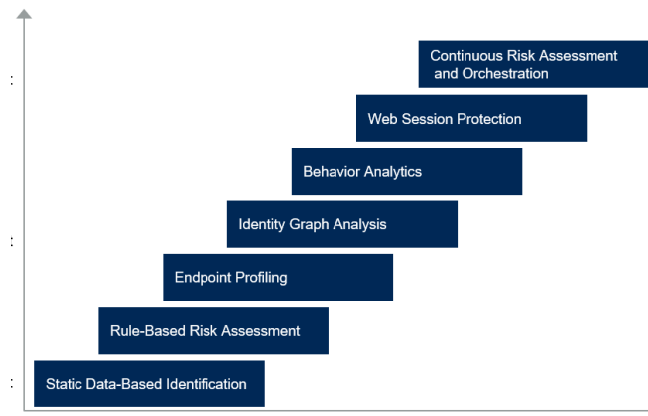 Continuous Risk Assessment
and Orchestration
:
Web Session Protection
Behavior Analytics
Identity Graph Analysis
:
Endpoint Profiling
Rule-Based Risk Assessment
Static Data-Based Identification
: